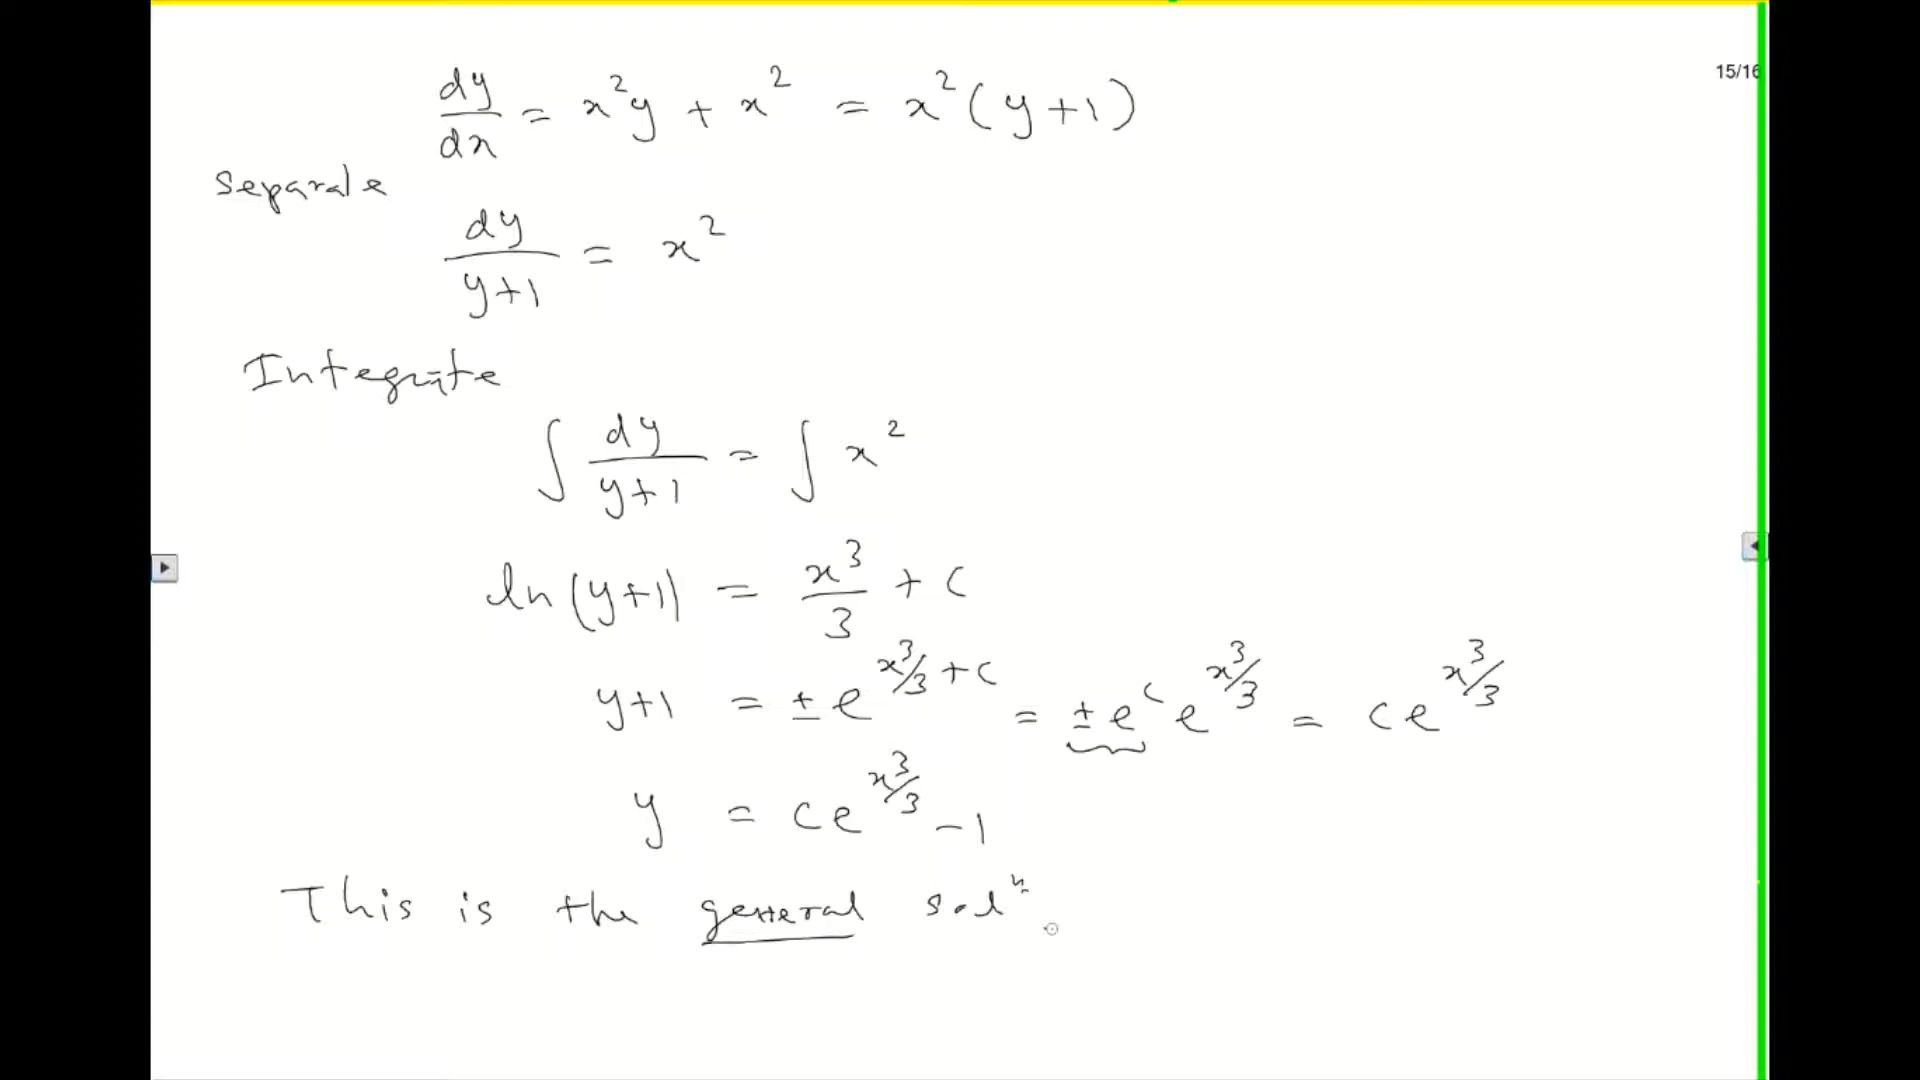 15/16
dy/dx = x²y + x² = x²(y+1)
Separate
dy/(y+1) = x²
Integrate
∫ dy/(y+1) = ∫ x²
ln(y+1) = x³/3 + c
y+1 = ±e^(x³/3 + c) = ±e^c e^(x³/3) = ce^(x³/3)
y = ce^(x³/3) - 1
This is the general solⁿ.